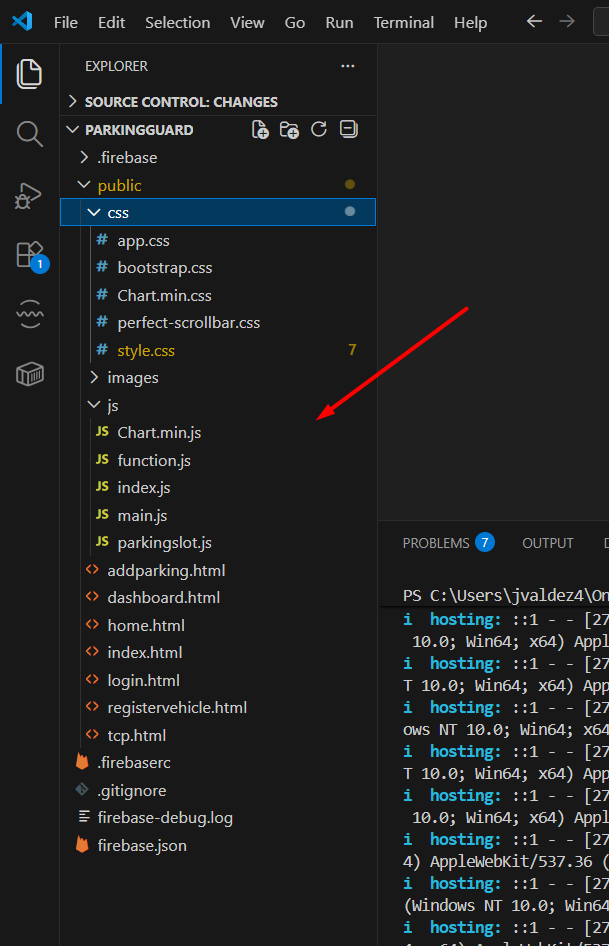 File Edit Selection View Go Run Terminal Help
EXPLORER
SOURCE CONTROL: CHANGES
PARKINGGUARD
.firebase
public
css
# app.css
# bootstrap.css
# Chart.min.css
# perfect-scrollbar.css
# style.css 7
images
js
JS Chart.min.js
JS function.js
JS index.js
JS main.js
JS parkingslot.js
<> addparking.html
<> dashboard.html
<> home.html
<> index.html
<> login.html
<> registervehicle.html
<> tcp.html
.firebaserc
.gitignore
firebase-debug.log
firebase.json
1
PROBLEMS 7 OUTPUT
PS C:\Users\jvaldez4\On
i hosting: ::1 - - [27
10.0; Win64; x64) Appl
i hosting: ::1 - - [27
T 10.0; Win64; x64) App
i hosting: ::1 - - [27
ows NT 10.0; Win64; x64
i hosting: ::1 - - [27
T 10.0; Win64; x64) App
i hosting: ::1 - - [27
10.0; Win64; x64) Appl
i hosting: ::1 - - [27
4) AppleWebKit/537.36 (
i hosting: ::1 - - [27
(Windows NT 10.0; Win64
i hosting: ::1 - - [27